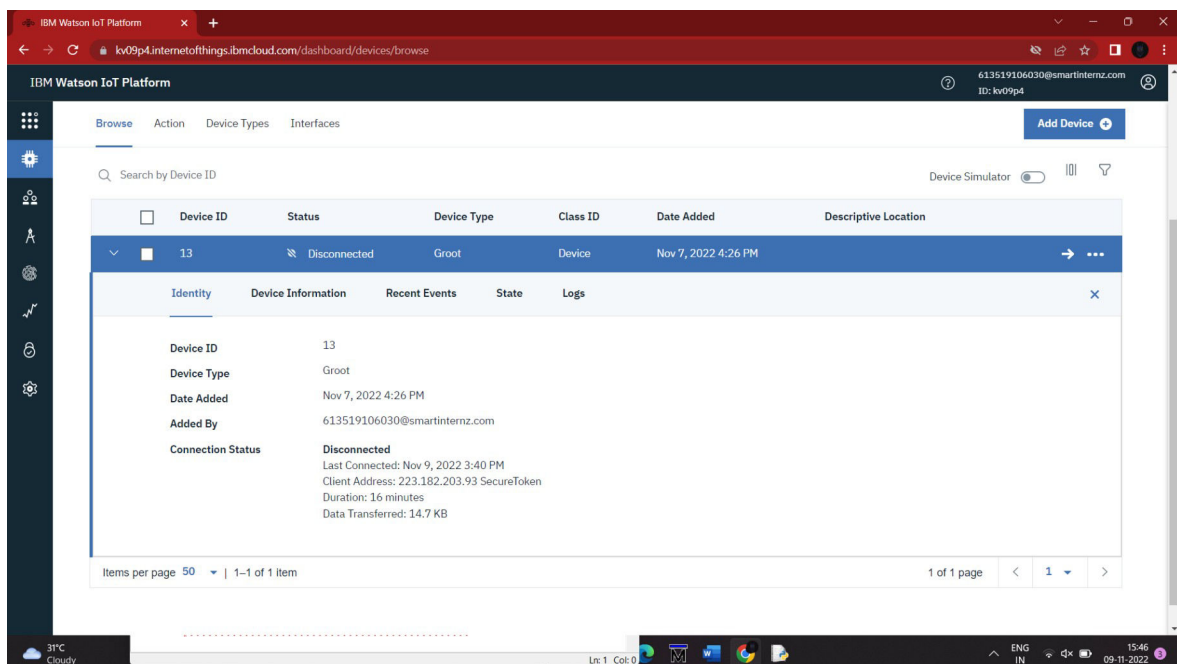 IBM Watson IoT Platform
kv09p4.internetofthings.ibmcloud.com/dashboard/devices/browse
IBM Watson IoT Platform
613519106030@smartinternz.com
ID: kv09p4
Browse Action Device Types Interfaces
Add Device
Search by Device ID
Device Simulator
Device ID Status Device Type Class ID Date Added Descriptive Location
13 Disconnected Groot Device Nov 7, 2022 4:26 PM
Identity Device Information Recent Events State Logs
Device ID 13
Device Type Groot
Date Added Nov 7, 2022 4:26 PM
Added By 613519106030@smartinternz.com
Connection Status Disconnected
Last Connected: Nov 9, 2022 3:40 PM
Client Address: 223.182.203.93 SecureToken
Duration: 16 minutes
Data Transferred: 14.7 KB
Items per page 50 | 1–1 of 1 item
1 of 1 page 1
31°C
Cloudy
Ln: 1 Col: 0
ENG
IN
15:46
09-11-2022
3